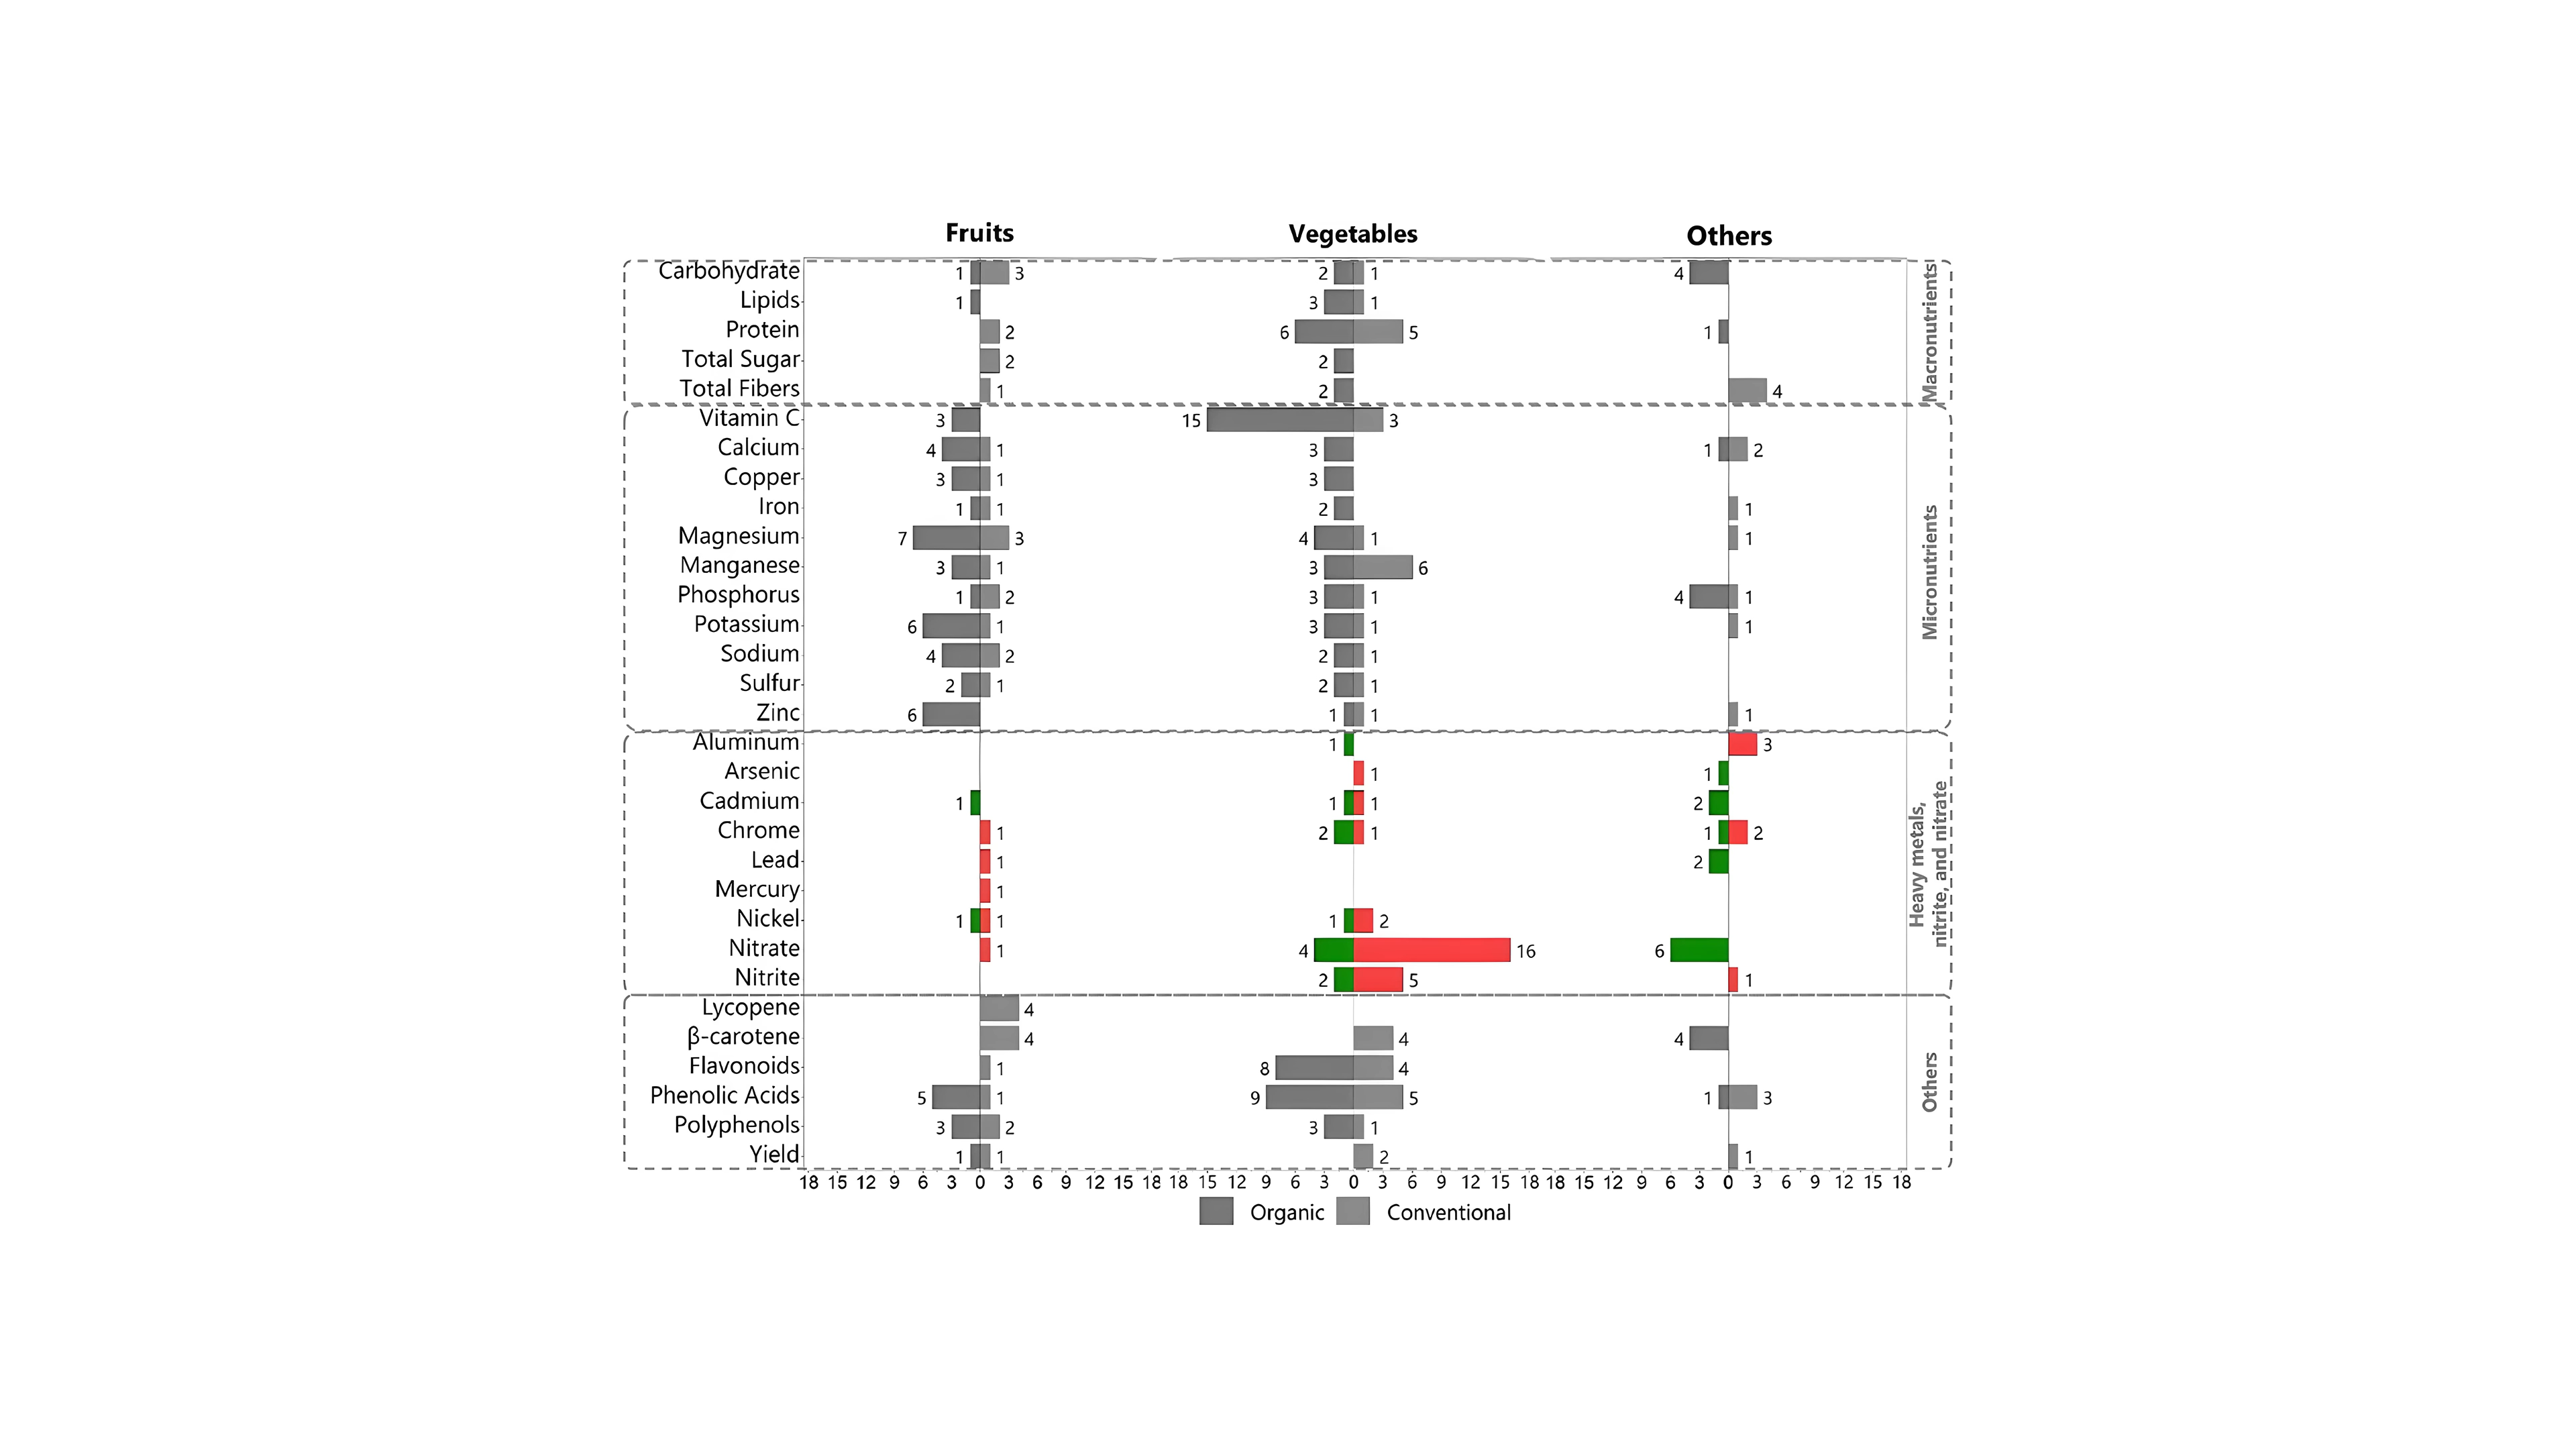 Fruits Vegetables Others
Carbohydrate 1 3 2 1 4
Lipids 1 3 1
Protein 2 6 5 1
Total Sugar 2 2
Total Fibers 1 2 4
Macronutrients
Vitamin C 3 15 3
Calcium 4 1 3 1 2
Copper 3 1 3
Iron 1 1 2 1
Magnesium 7 3 4 1 1
Manganese 3 1 3 6
Phosphorus 1 2 3 1 4 1
Potassium 6 1 3 1 1
Sodium 4 2 2 1
Sulfur 2 1 2 1
Zinc 6 1 1 1
Micronutrients
Aluminum 1 3
Arsenic 1 1
Cadmium 1 1 1 2
Chrome 1 2 1 1 2
Lead 1 2
Mercury 1
Nickel 1 1 1 2
Nitrate 1 4 16 6
Nitrite 2 5 1
Heavy metals,
nitrite, and nitrate
Lycopene 4
β-carotene 4 4 4
Flavonoids 1 8 4
Phenolic Acids 5 1 9 5 1 3
Polyphenols 3 2 3 1
Yield 1 1 2 1
Others
18 15 12 9 6 3 0 3 6 9 12 15 18 18 15 12 9 6 3 0 3 6 9 12 15 18 18 15 12 9 6 3 0 3 6 9 12 15 18
Organic Conventional